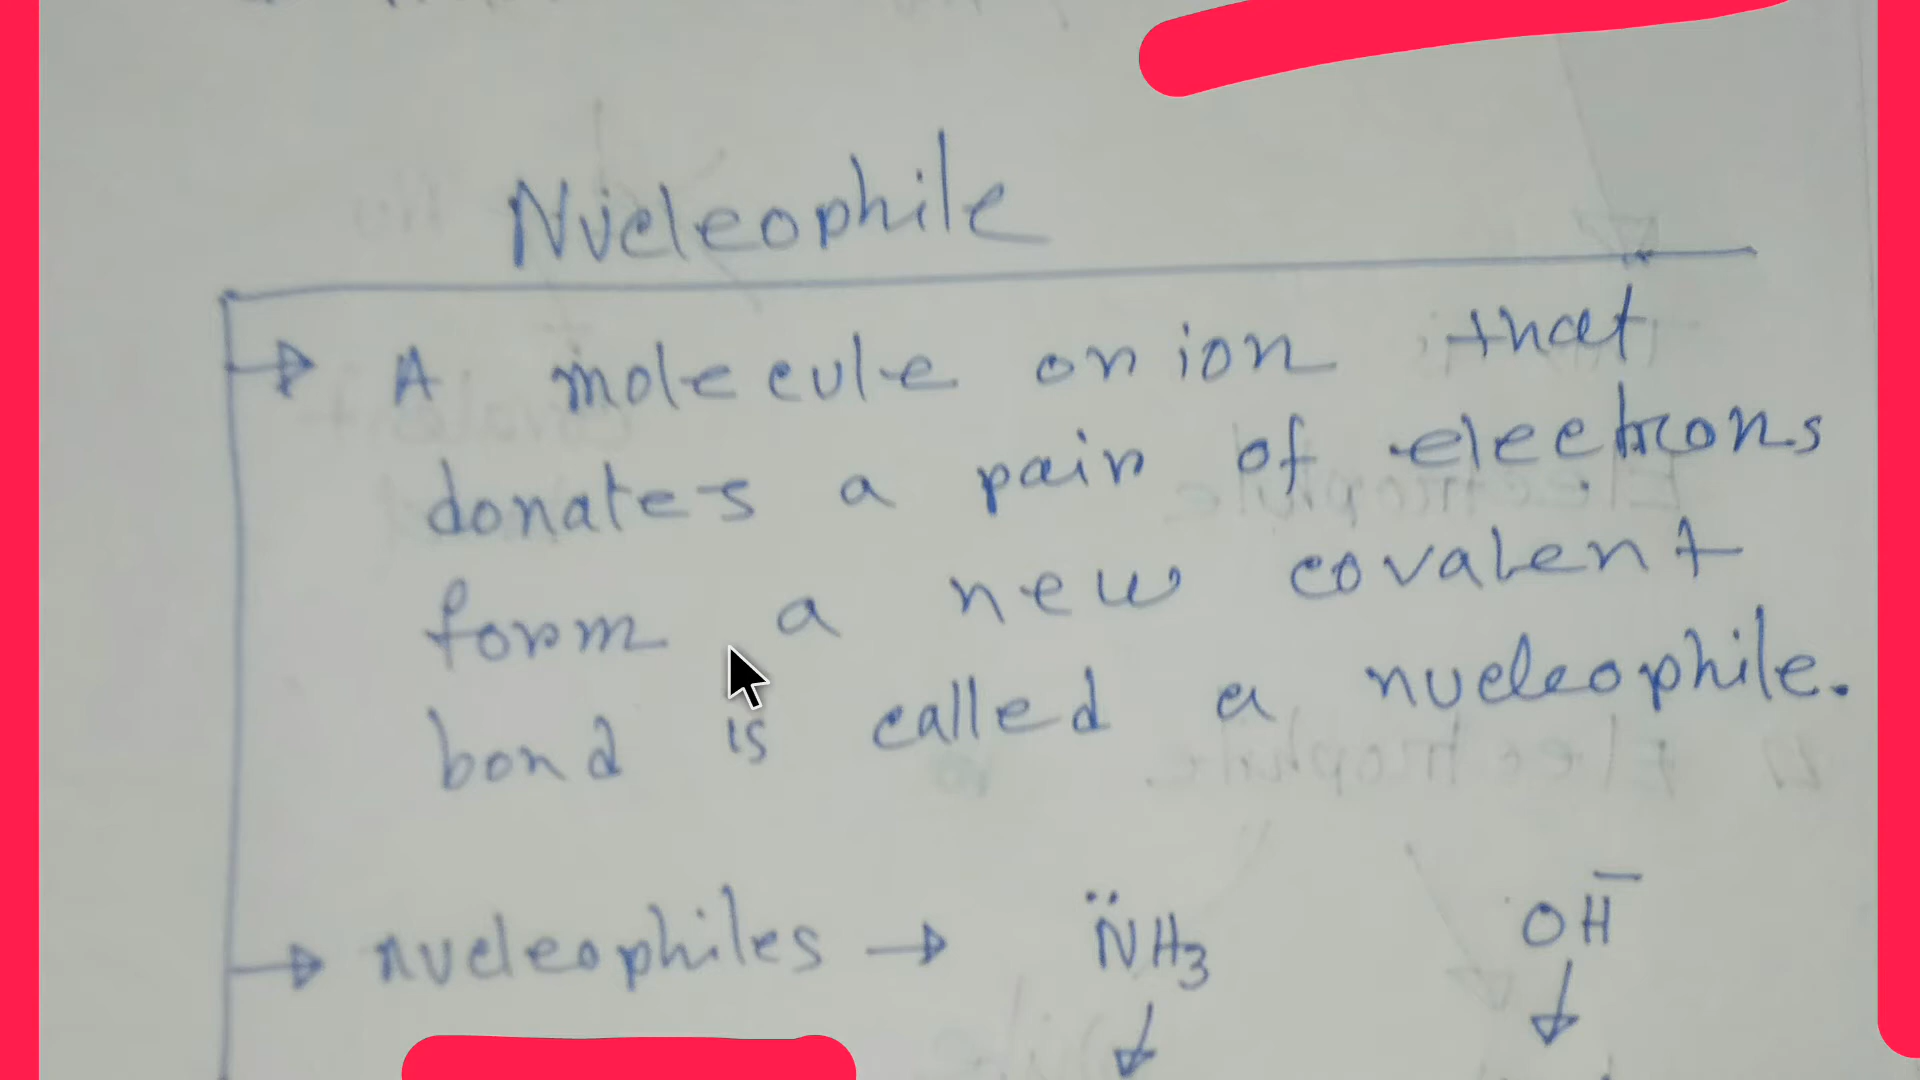 Nucleophile
A molecule or ion that
donates a pair of electrons
form a new covalent
bond is called a nucleophile.
nucleophiles → N̈H₃ OH⁻